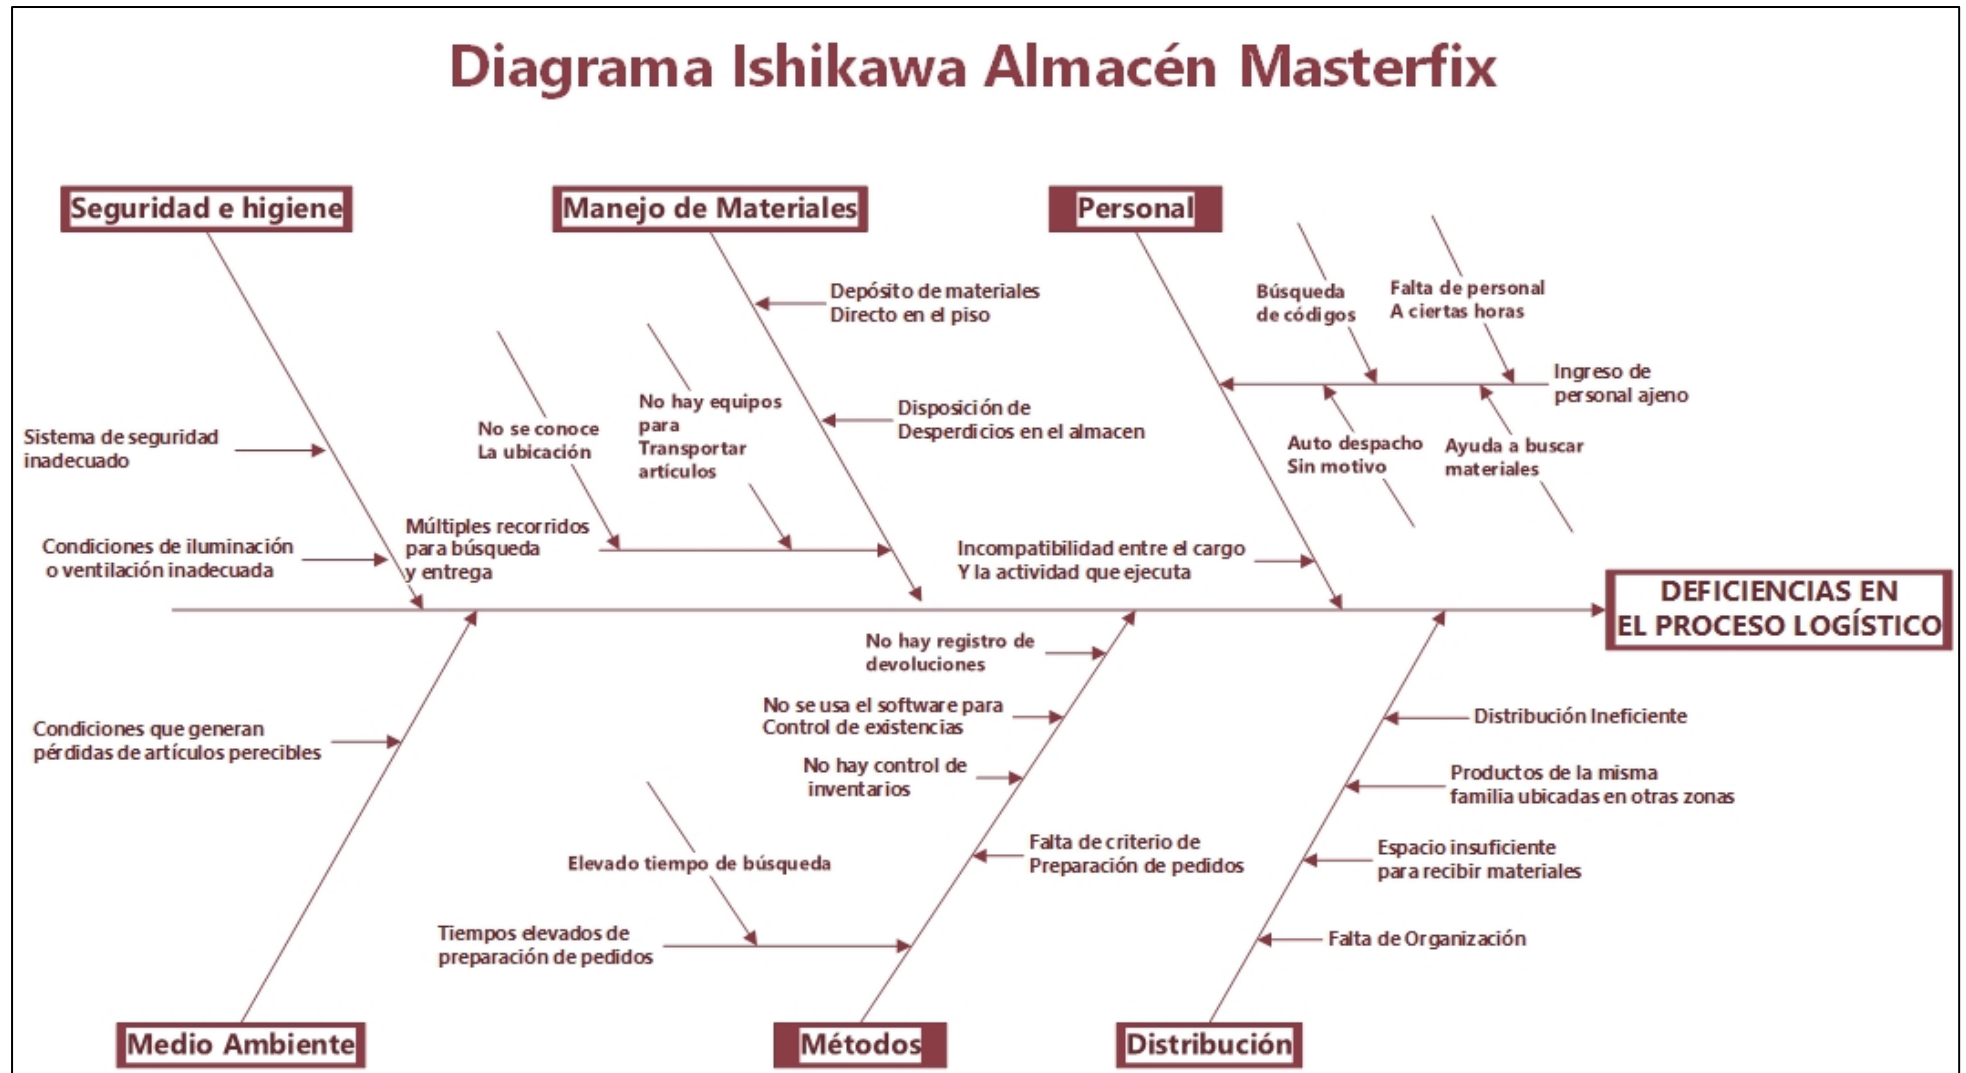 Diagrama Ishikawa Almacén Masterfix
Seguridad e higiene
Manejo de Materiales
Personal
Sistema de seguridad
inadecuado
Condiciones de iluminación
o ventilación inadecuada
No se conoce
La ubicación
No hay equipos
para
Transportar
artículos
Múltiples recorridos
para búsqueda
y entrega
Depósito de materiales
Directo en el piso
Disposición de
Desperdicios en el almacen
Búsqueda
de códigos
Falta de personal
A ciertas horas
Ingreso de
personal ajeno
Auto despacho
Sin motivo
Ayuda a buscar
materiales
Incompatibilidad entre el cargo
Y la actividad que ejecuta
DEFICIENCIAS EN
EL PROCESO LOGÍSTICO
Condiciones que generan
pérdidas de artículos perecibles
No hay registro de
devoluciones
No se usa el software para
Control de existencias
No hay control de
inventarios
Falta de criterio de
Preparación de pedidos
Elevado tiempo de búsqueda
Tiempos elevados de
preparación de pedidos
Distribución Ineficiente
Productos de la misma
familia ubicadas en otras zonas
Espacio insuficiente
para recibir materiales
Falta de Organización
Medio Ambiente
Métodos
Distribución